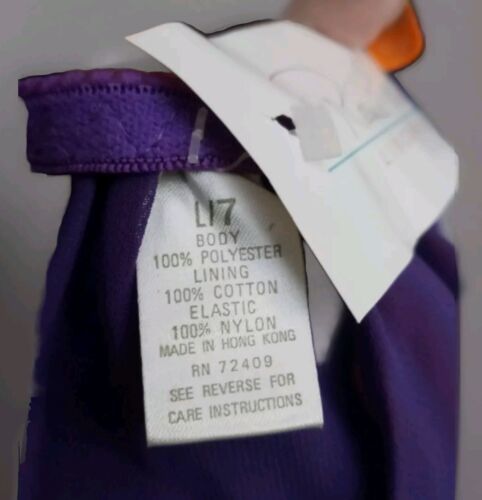 L/7
BODY
100% POLYESTER
LINING
100% COTTON
ELASTIC
100% NYLON
MADE IN HONG KONG
RN 72409
SEE REVERSE FOR
CARE INSTRUCTIONS